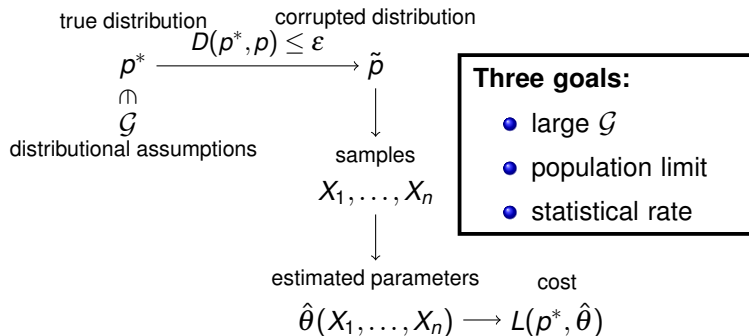 true distribution
corrupted distribution
D(p*, p) ≤ ε
p* → p̃
∈
𝒢
distributional assumptions
samples
X₁, …, Xₙ
estimated parameters
cost
θ̂(X₁, …, Xₙ) → L(p*, θ̂)
Three goals:
large 𝒢
population limit
statistical rate